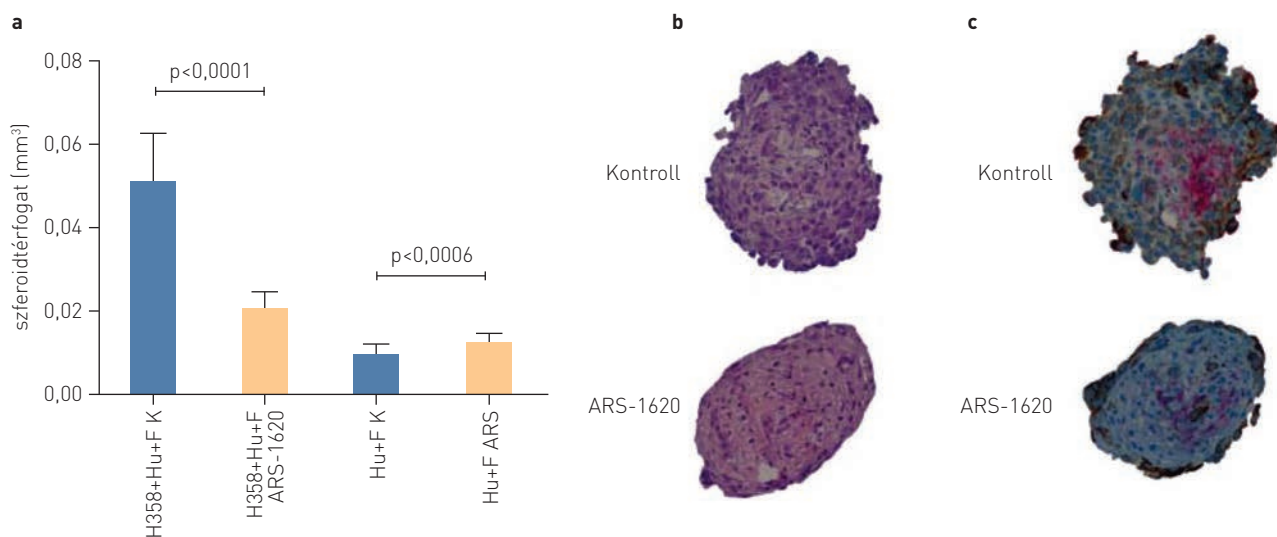 a
szferoidtérfogat (mm³)
0,08
0,06
0,04
0,02
0,00
p<0,0001
p<0,0006
H358+Hu+F K
H358+Hu+F
ARS-1620
Hu+F K
Hu+F ARS
b
Kontroll
ARS-1620
c
Kontroll
ARS-1620